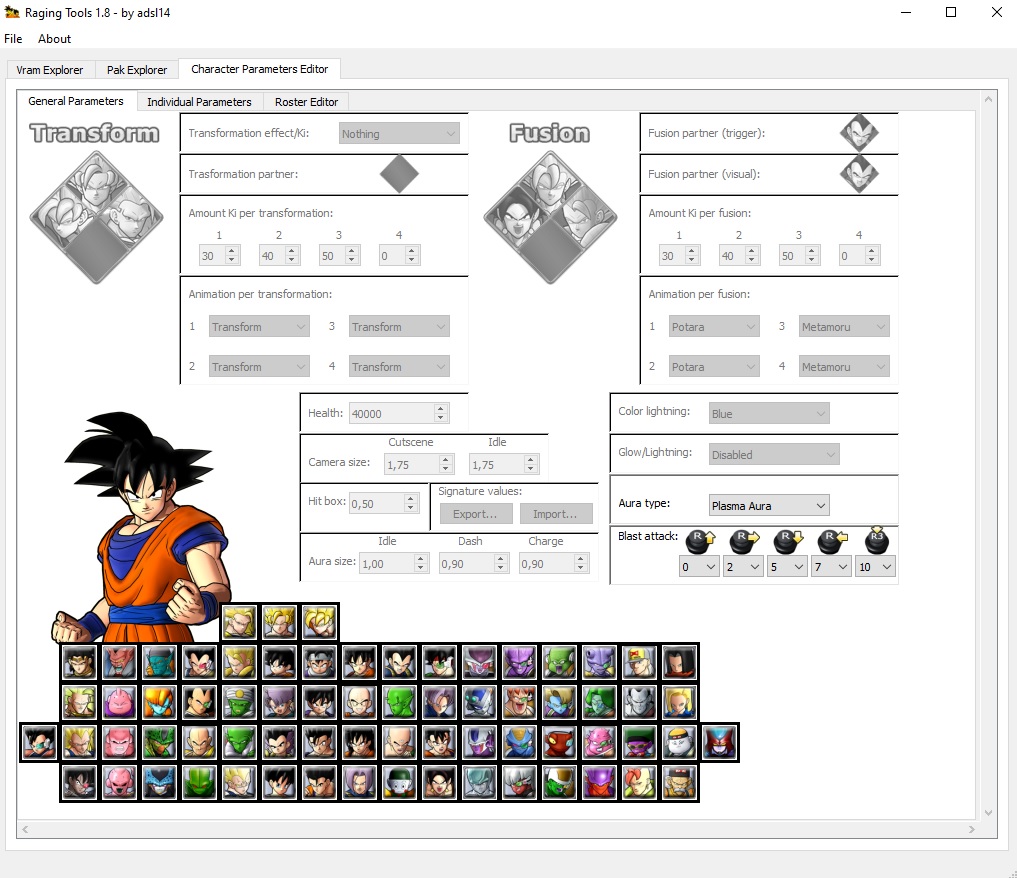 Raging Tools 1.8 - by adsl14
File About
Vram Explorer Pak Explorer Character Parameters Editor
General Parameters Individual Parameters Roster Editor
Transform
Transformation effect/Ki: Nothing
Trasformation partner:
Amount Ki per transformation:
1 2 3 4
30 40 50 0
Animation per transformation:
1 Transform 3 Transform
2 Transform 4 Transform
Fusion
Fusion partner (trigger):
Fusion partner (visual):
Amount Ki per fusion:
1 2 3 4
30 40 50 0
Animation per fusion:
1 Potara 3 Metamoru
2 Potara 4 Metamoru
Health: 40000
Cutscene Idle
Camera size: 1,75 1,75
Hit box: 0,50
Signature values:
Export... Import...
Idle Dash Charge
Aura size: 1,00 0,90 0,90
Color lightning: Blue
Glow/Lightning: Disabled
Aura type: Plasma Aura
Blast attack: R R R R R3
0 2 5 7 10